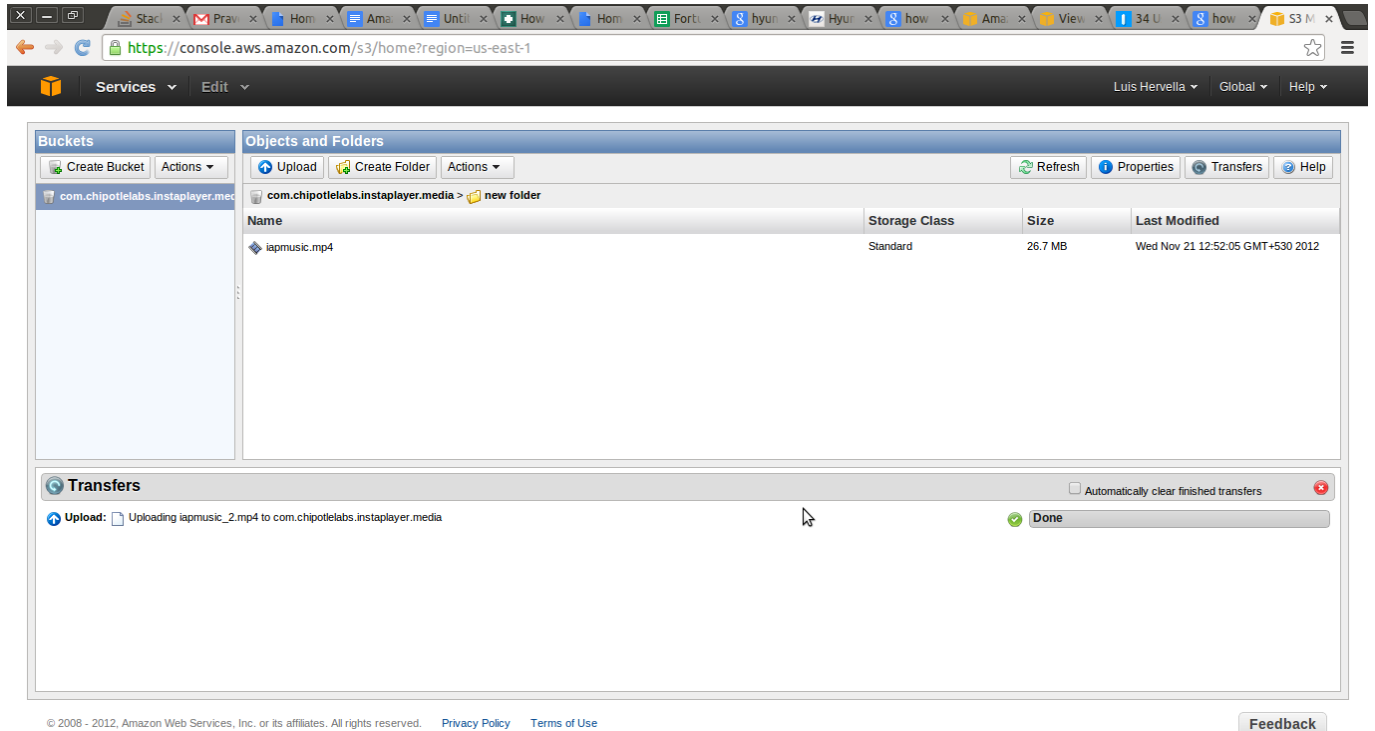 Stacl Prav Hom Ama: Untit How Hom Fortu hyun Hyur how Ama: View 34 U how S3 M
https://console.aws.amazon.com/s3/home?region=us-east-1
Services Edit Luis Hervella Global Help
Buckets Objects and Folders
Create Bucket Actions Upload Create Folder Actions Refresh Properties Transfers Help
com.chipotlelabs.instaplayer.med com.chipotlelabs.instaplayer.media > new folder
Name Storage Class Size Last Modified
iapmusic.mp4 Standard 26.7 MB Wed Nov 21 12:52:05 GMT+530 2012
Transfers Automatically clear finished transfers
Upload: Uploading iapmusic_2.mp4 to com.chipotlelabs.instaplayer.media Done
© 2008 - 2012, Amazon Web Services, Inc. or its affiliates. All rights reserved. Privacy Policy Terms of Use Feedback